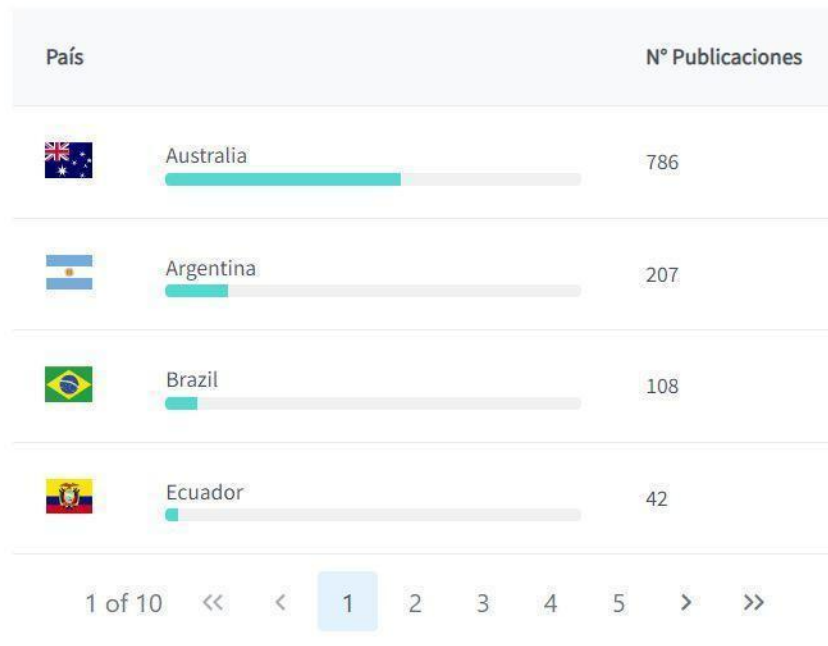 País N° Publicaciones
Australia 786
Argentina 207
Brazil 108
Ecuador 42
1 of 10 << < 1 2 3 4 5 > >>